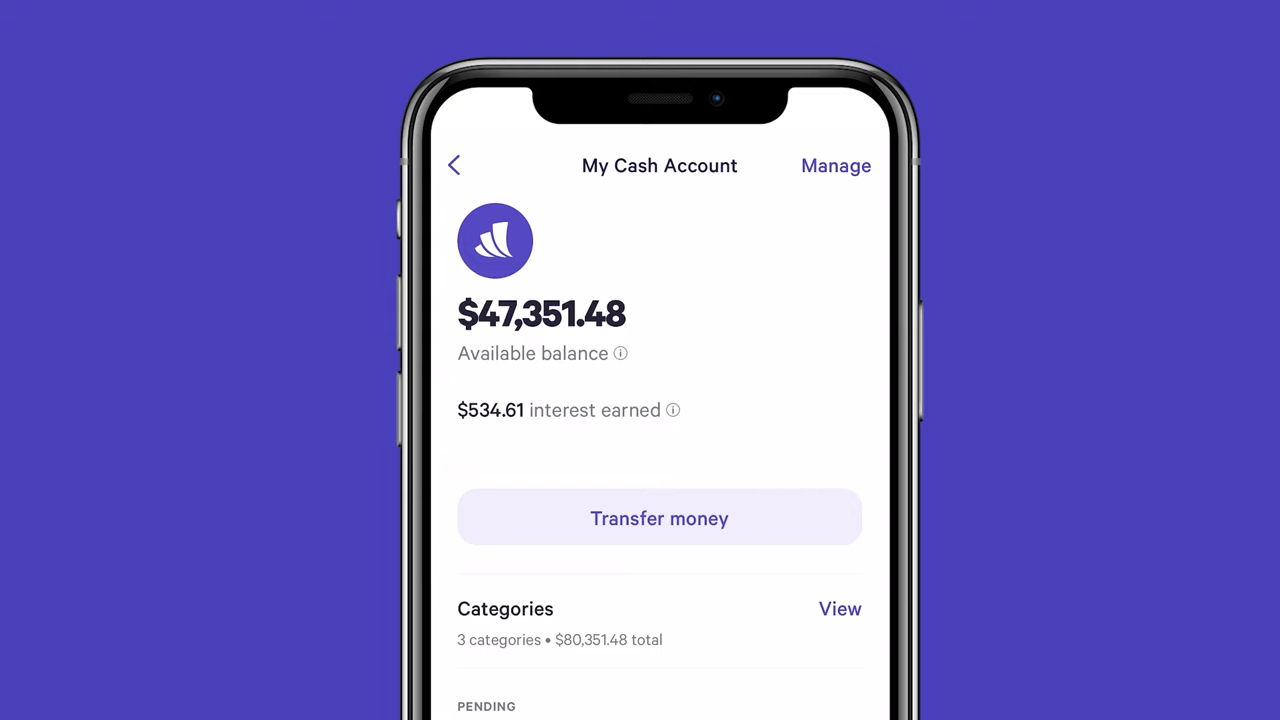 My Cash Account
Manage
$47,351.48
Available balance
$534.61 interest earned
Transfer money
Categories
View
3 categories • $80,351.48 total
PENDING